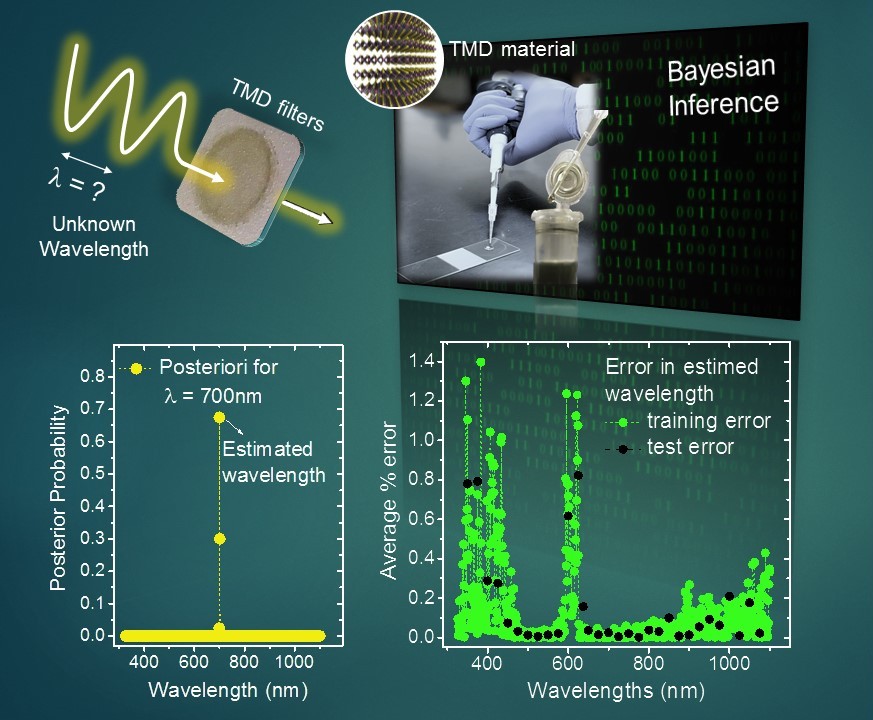 TMD material
TMD filters
λ = ?
Unknown
Wavelength
Bayesian
Inference
Posteriori for
λ = 700nm
Estimated
wavelength
Posterior Probability
0.8
0.7
0.6
0.5
0.4
0.3
0.2
0.1
0.0
400 600 800 1000
Wavelength (nm)
Error in estimed
wavelength
training error
test error
Average % error
1.4
1.2
1.0
0.8
0.6
0.4
0.2
0.0
400 600 800 1000
Wavelengths (nm)